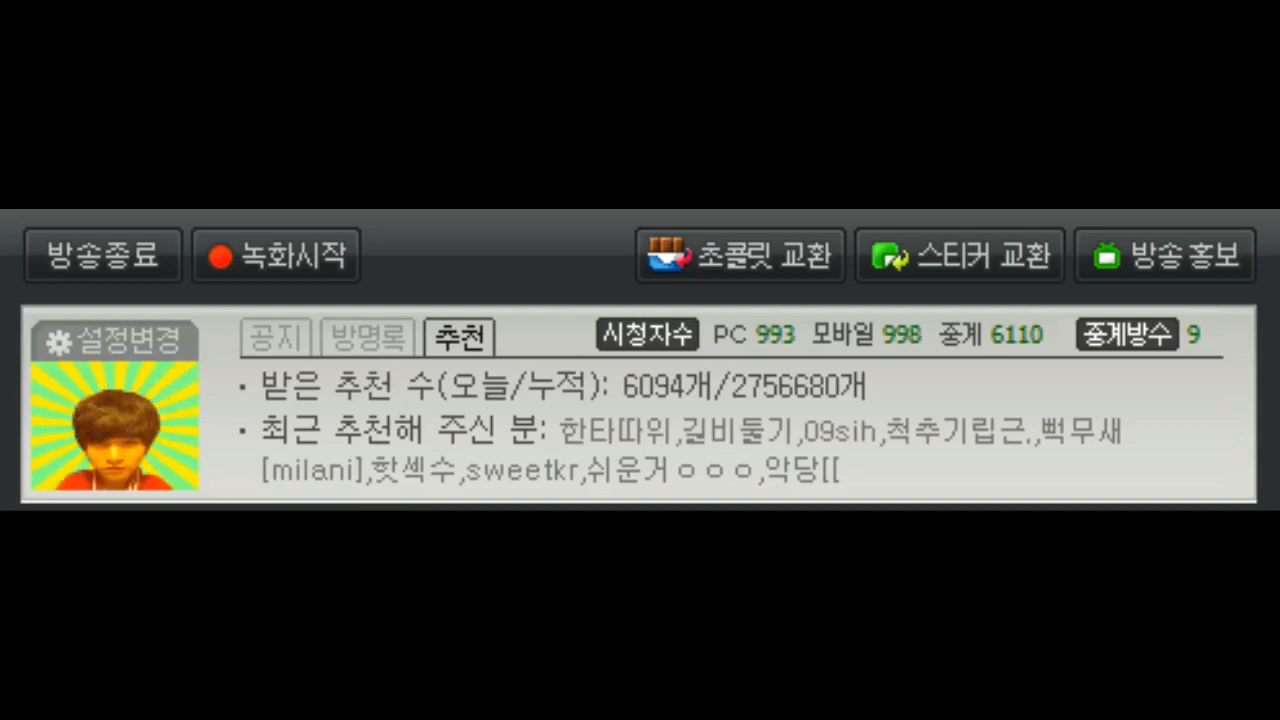 방송종료 녹화시작 초콜릿 교환 스티커 교환 방송홍보
설정변경 공지 방명록 추천 시청자수 PC 993 모바일 998 중계 6110 중계방수 9
· 받은 추천 수(오늘/누적): 6094개/2756680개
· 최근 추천해 주신 분: 한타따위,길비둘기,09sih,척추기립근.,뻑무새
[milani],핫섹수,sweetkr,쉬운거ㅇㅇㅇ,악당[[